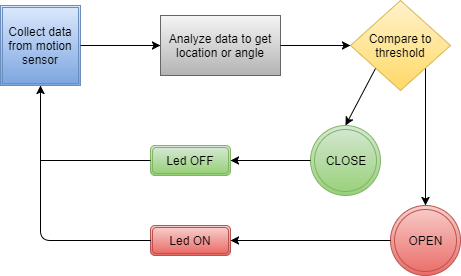 Collect data
from motion
sensor
Analyze data to get
location or angle
Compare to
threshold
Led OFF
CLOSE
Led ON
OPEN